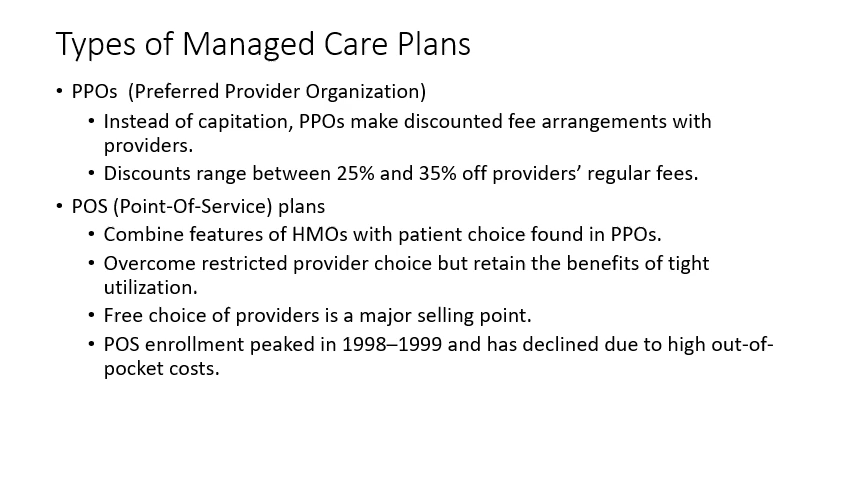 Types of Managed Care Plans
• PPOs  (Preferred Provider Organization)
• Instead of capitation, PPOs make discounted fee arrangements with
providers.
• Discounts range between 25% and 35% off providers’ regular fees.
• POS (Point-Of-Service) plans
• Combine features of HMOs with patient choice found in PPOs.
• Overcome restricted provider choice but retain the benefits of tight
utilization.
• Free choice of providers is a major selling point.
• POS enrollment peaked in 1998–1999 and has declined due to high out-of-
pocket costs.